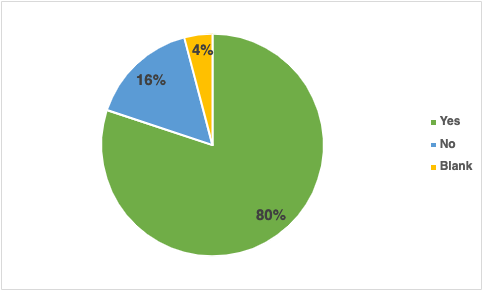 4%
16%
80%
Yes
No
Blank